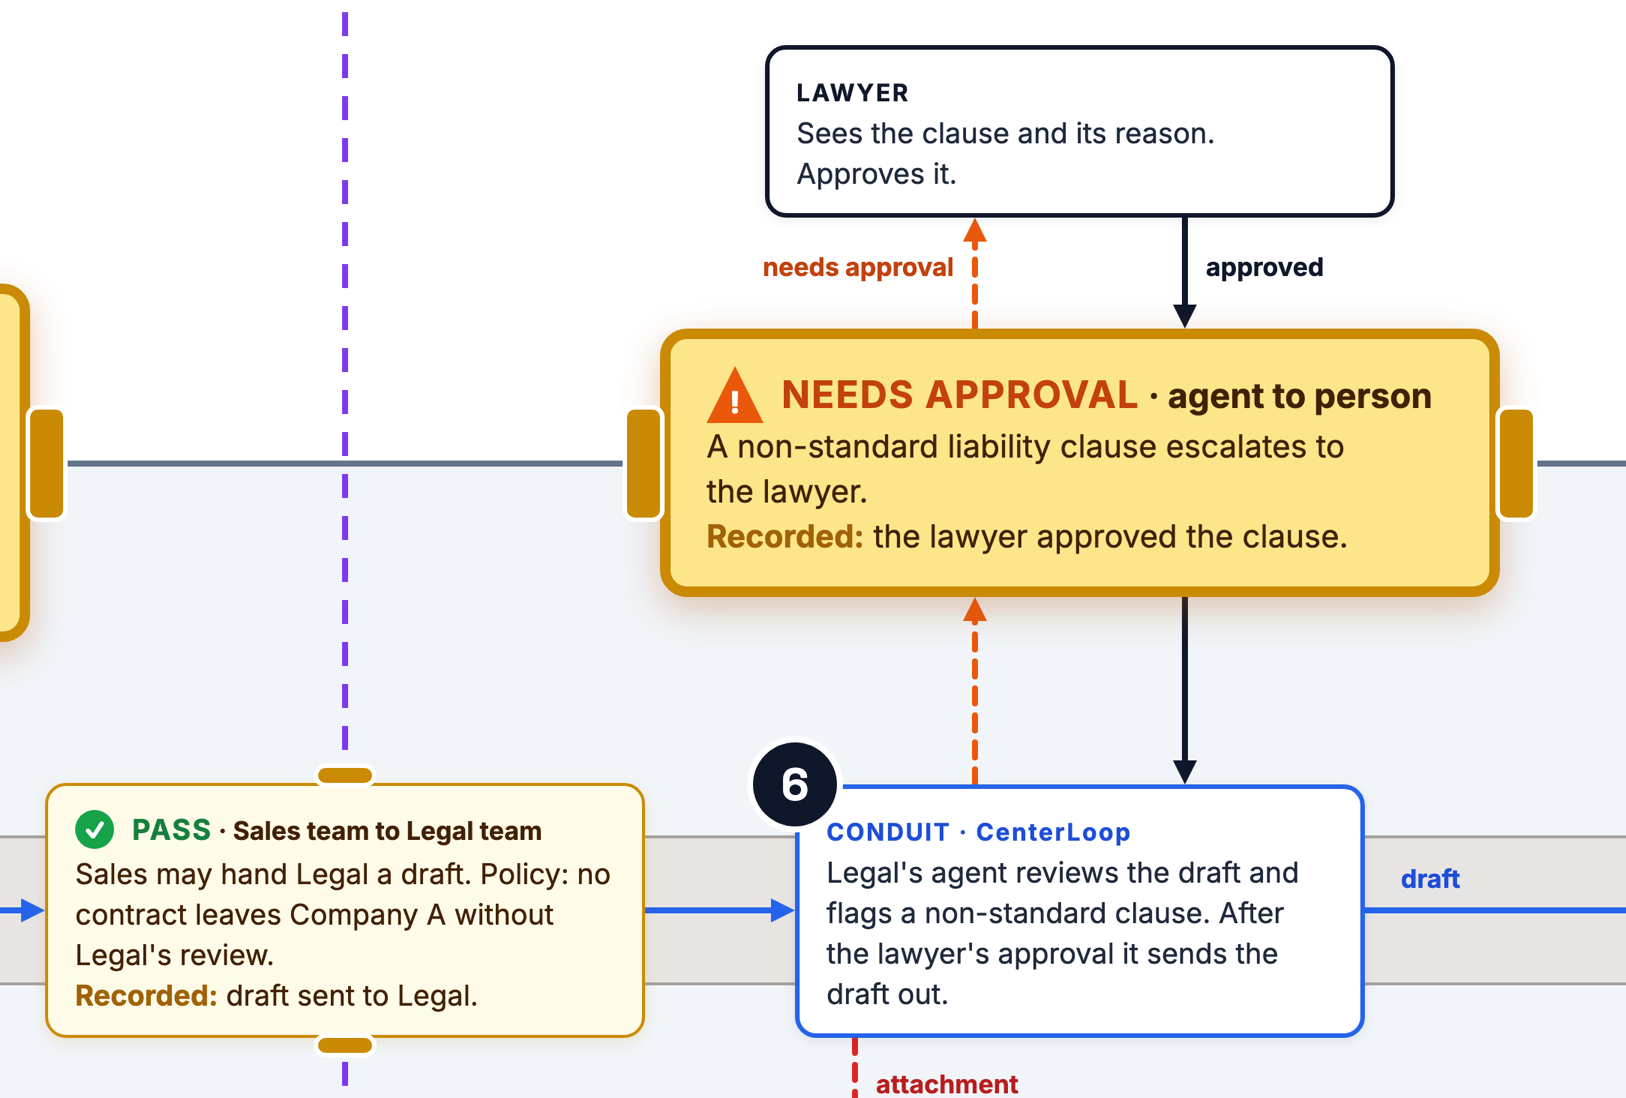 LAWYER
Sees the clause and its reason.
Approves it.
needs approval
approved
! NEEDS APPROVAL · agent to person
A non-standard liability clause escalates to
the lawyer.
Recorded: the lawyer approved the clause.
PASS · Sales team to Legal team
Sales may hand Legal a draft. Policy: no
contract leaves Company A without
Legal's review.
Recorded: draft sent to Legal.
6
CONDUIT · CenterLoop
Legal's agent reviews the draft and
flags a non-standard clause. After
the lawyer's approval it sends the
draft out.
draft
attachment